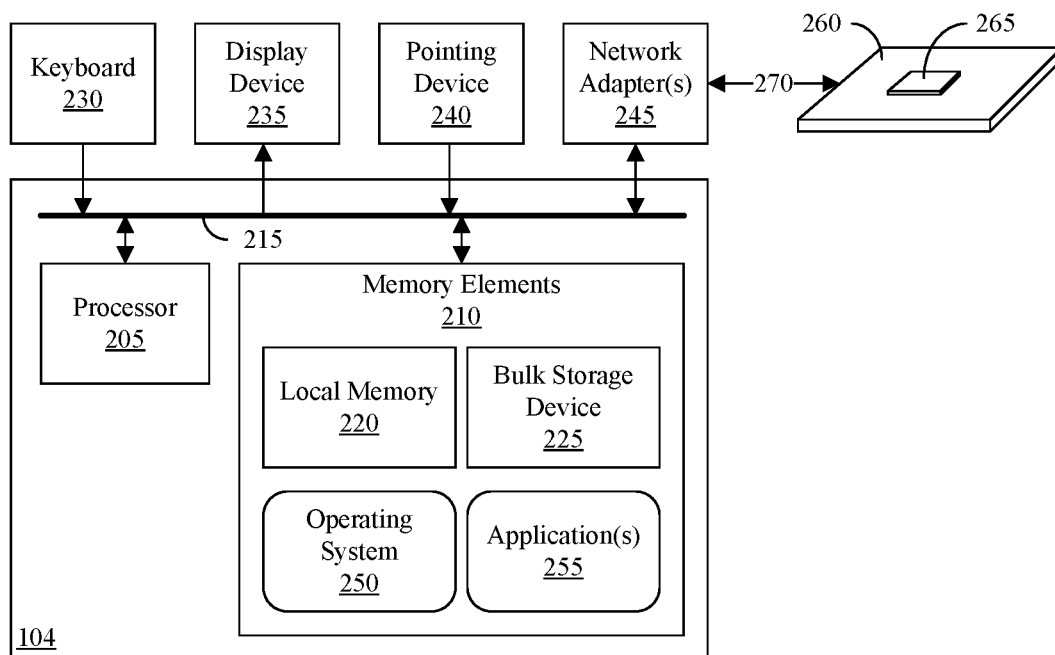 Keyboard
230
Display
Device
235
Pointing
Device
240
Network
Adapter(s)
245
270
260
265
215
Processor
205
Memory Elements
210
Local Memory
220
Bulk Storage
Device
225
Operating
System
250
Application(s)
255
104